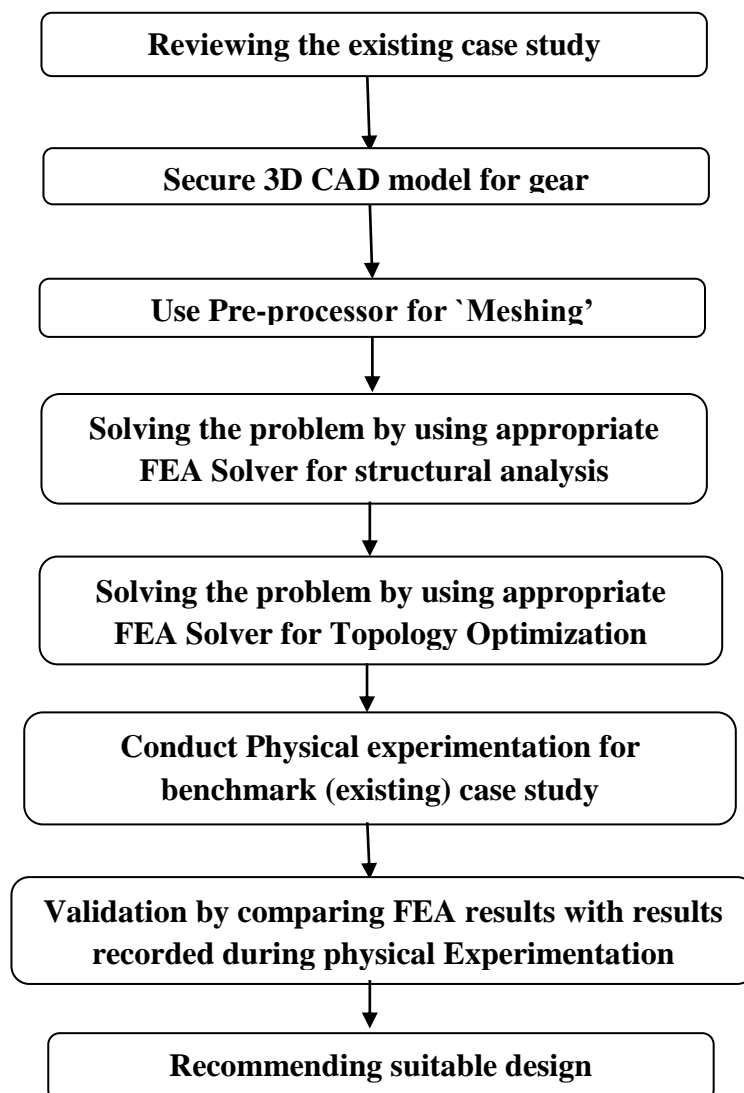 Reviewing the existing case study
Secure 3D CAD model for gear
Use Pre-processor for `Meshing’
Solving the problem by using appropriate
FEA Solver for structural analysis
Solving the problem by using appropriate
FEA Solver for Topology Optimization
Conduct Physical experimentation for
benchmark (existing) case study
Validation by comparing FEA results with results
recorded during physical Experimentation
Recommending suitable design